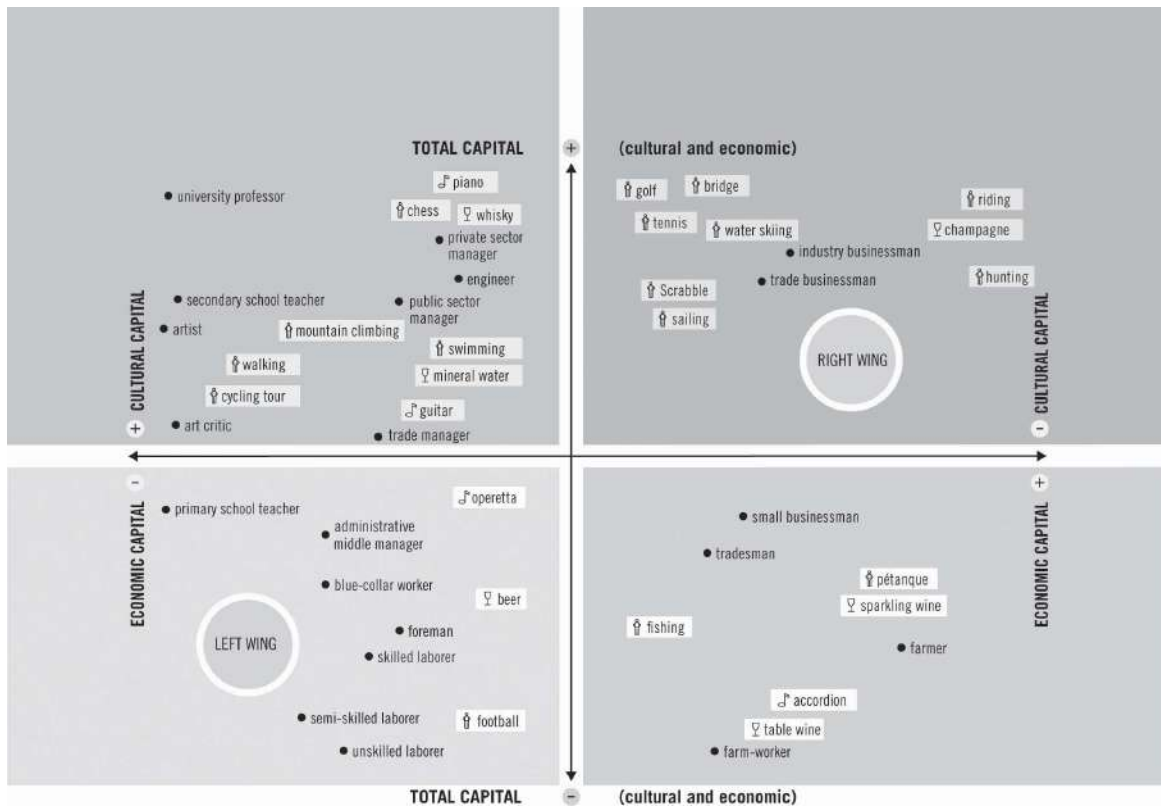 TOTAL CAPITAL
+
(cultural and economic)
piano
university professor
chess
whisky
private sector
manager
engineer
secondary school teacher
public sector
manager
artist
mountain climbing
swimming
walking
mineral water
cycling tour
guitar
art critic
trade manager
+ CULTURAL CAPITAL
golf
bridge
riding
tennis
water skiing
champagne
industry businessman
trade businessman
hunting
Scrabble
sailing
RIGHT WING
- CULTURAL CAPITAL
ECONOMIC CAPITAL -
primary school teacher
operetta
administrative
middle manager
blue-collar worker
beer
foreman
LEFT WING
skilled laborer
semi-skilled laborer
football
unskilled laborer
small businessman
tradesman
pétanque
sparkling wine
fishing
farmer
accordion
table wine
farm-worker
ECONOMIC CAPITAL +
TOTAL CAPITAL
-
(cultural and economic)